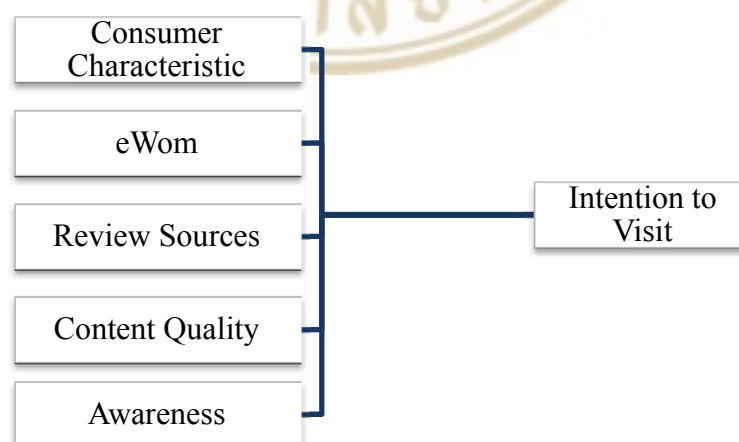 Consumer
Characteristic
eWom
Review Sources
Content Quality
Awareness
Intention to
Visit